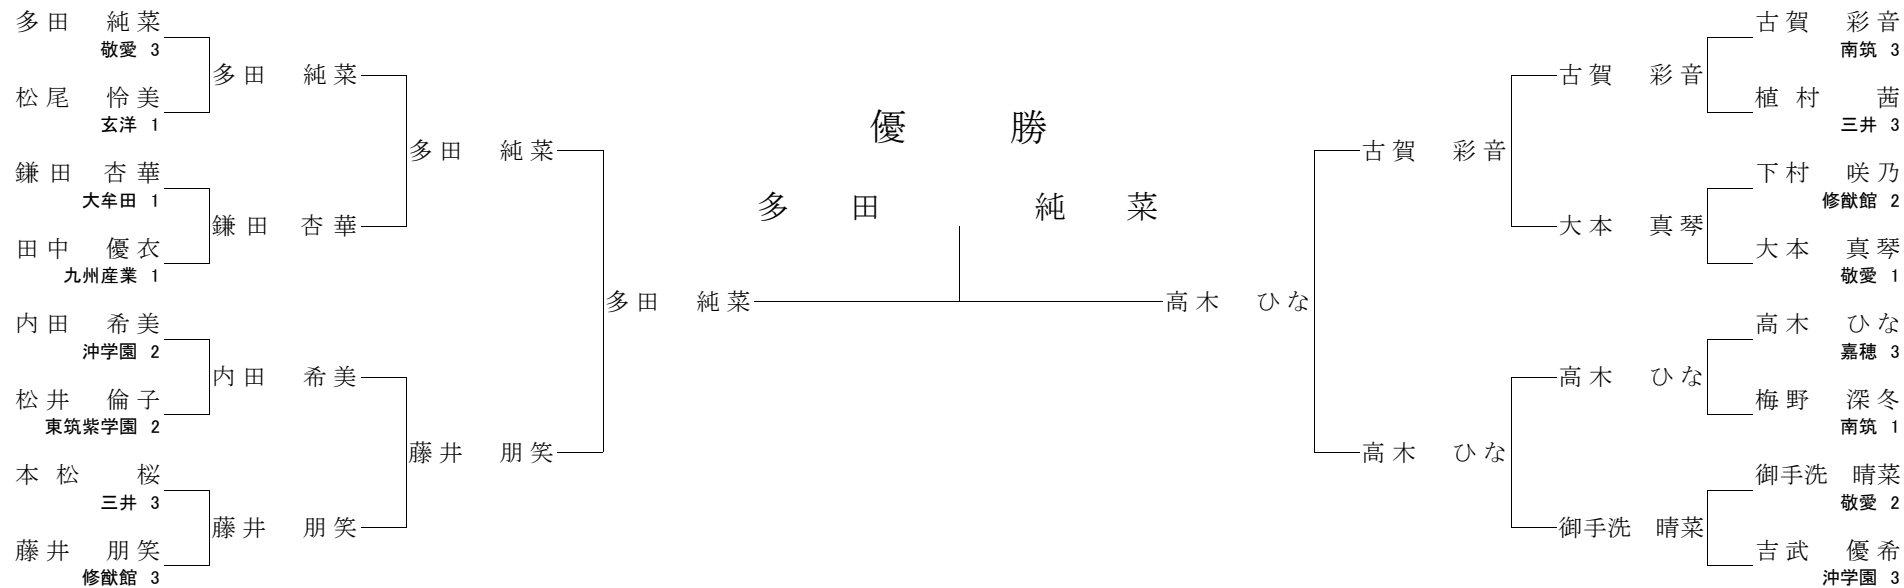 多田 純菜
敬愛 3
松尾 怜美
玄洋 1
鎌田 杏華
大牟田 1
田中 優衣
九州産業 1
内田 希美
沖学園 2
松井 倫子
東筑紫学園 2
本松 桜
三井 3
藤井 朋笑
修猷館 3
多田 純菜
鎌田 杏華
内田 希美
藤井 朋笑
多田 純菜
藤井 朋笑
多田 純菜
優勝
多田 純菜
高木 ひな
古賀 彩音
高木 ひな
古賀 彩音
大本 真琴
高木 ひな
御手洗 晴菜
古賀 彩音
南筑 3
植村 茜
三井 3
下村 咲乃
修猷館 2
大本 真琴
敬愛 1
高木 ひな
嘉穂 3
梅野 深冬
南筑 1
御手洗 晴菜
敬愛 2
吉武 優希
沖学園 3